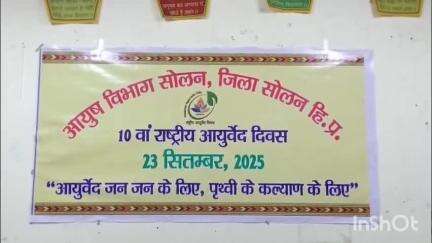 आयुष विभाग सोलन, जिला सोलन हि.प्र.
10 वां राष्ट्रीय आयुर्वेद दिवस
23 सितम्बर, 2025
“आयुर्वेद जन जन के लिए, पृथ्वी के कल्याण के लिए”
InShOt